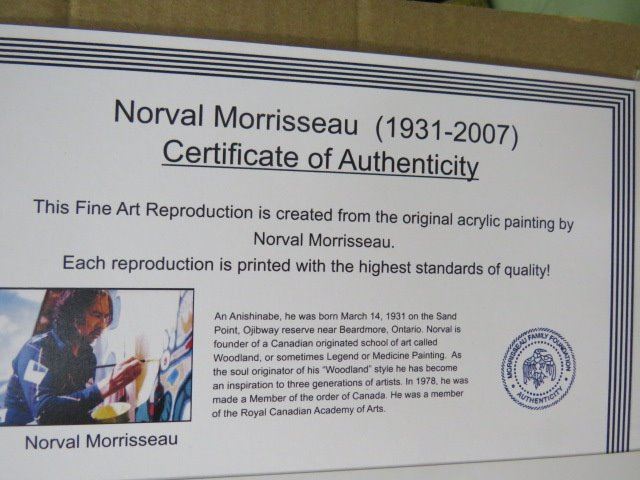 Norval Morrisseau (1931-2007)
Certificate of Authenticity
This Fine Art Reproduction is created from the original acrylic painting by
Norval Morrisseau.
Each reproduction is printed with the highest standards of quality!
An Anishinabe, he was born March 14, 1931 on the Sand
Point, Ojibway reserve near Beardmore, Ontario. Norval is
founder of a Canadian originated school of art called
Woodland, or sometimes Legend or Medicine Painting. As
the soul originator of his "Woodland" style he has become
an inspiration to three generations of artists. In 1978, he was
made a Member of the order of Canada. He was a member
of the Royal Canadian Academy of Arts.
MORRISSEAU FAMILY FOUNDATION
AUTHENTICITY
Norval Morrisseau